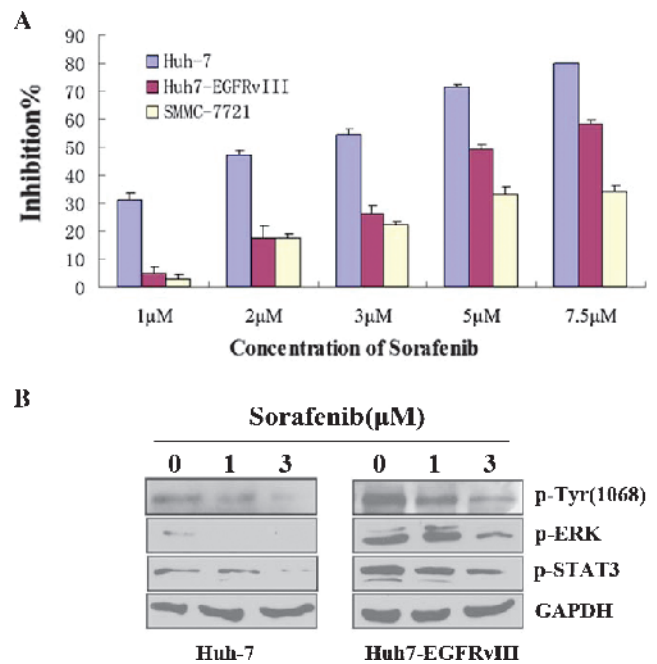 A
Inhibition%
90
80
70
60
50
40
30
20
10
0
Huh-7
Huh7-EGFRvIII
SMMC-7721
1μM 2μM 3μM 5μM 7.5μM
Concentration of Sorafenib
B
Sorafenib(μM)
0 1 3 0 1 3
p-Tyr(1068)
p-ERK
p-STAT3
GAPDH
Huh-7 Huh7-EGFRvIII